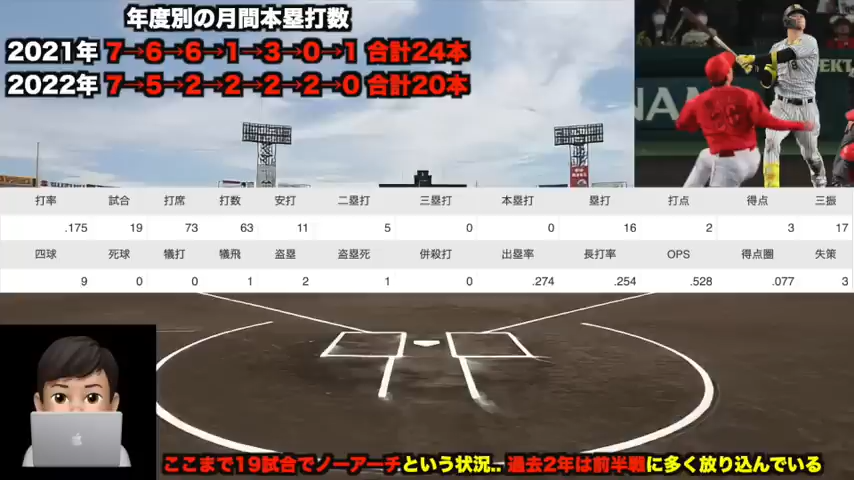 年度別の月間本塁打数
2021年 7→6→6→1→3→0→1 合計24本
2022年 7→5→2→2→2→2→0 合計20本
打率 試合 打席 打数 安打 二塁打 三塁打 本塁打 塁打 打点 得点 三振
.175 19 73 63 11 5 0 0 16 2 3 17
四球 死球 犠打 犠飛 盗塁 盗塁死 併殺打 出塁率 長打率 OPS 得点圏 失策
9 0 0 1 2 1 0 .274 .254 .528 .077 3
ここまで19試合でノーアーチという状況.. 過去2年は前半戦に多く放り込んでいる